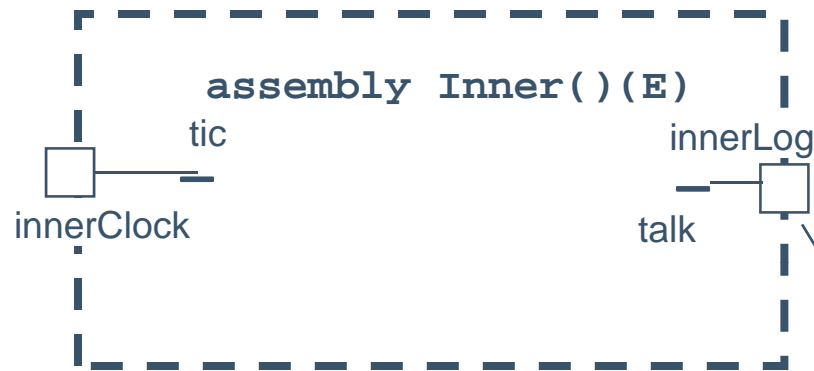 assembly Inner()(E)
tic
innerLog
innerClock
talk